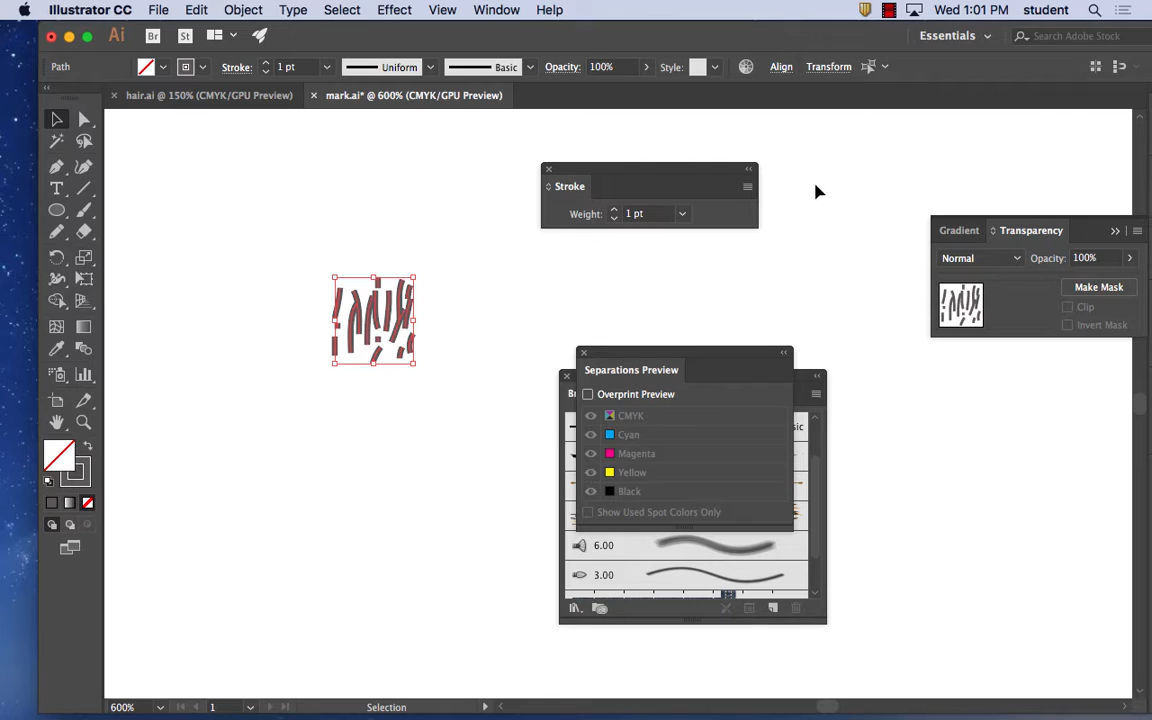 Illustrator CC File Edit Object Type Select Effect View Window Help Wed 1:01 PM student
Ai Br St Essentials Search Adobe Stock
Path Stroke: 1 pt Uniform Basic Opacity: 100% Style: Align Transform
hair.ai @ 150% (CMYK/GPU Preview) mark.ai* @ 600% (CMYK/GPU Preview)
Stroke
Weight: 1 pt
Gradient Transparency
Normal Opacity: 100%
Make Mask
Clip
Invert Mask
Separations Preview
Overprint Preview
CMYK
Cyan
Magenta
Yellow
Black
Show Used Spot Colors Only
6.00
3.00
600% 1 Selection